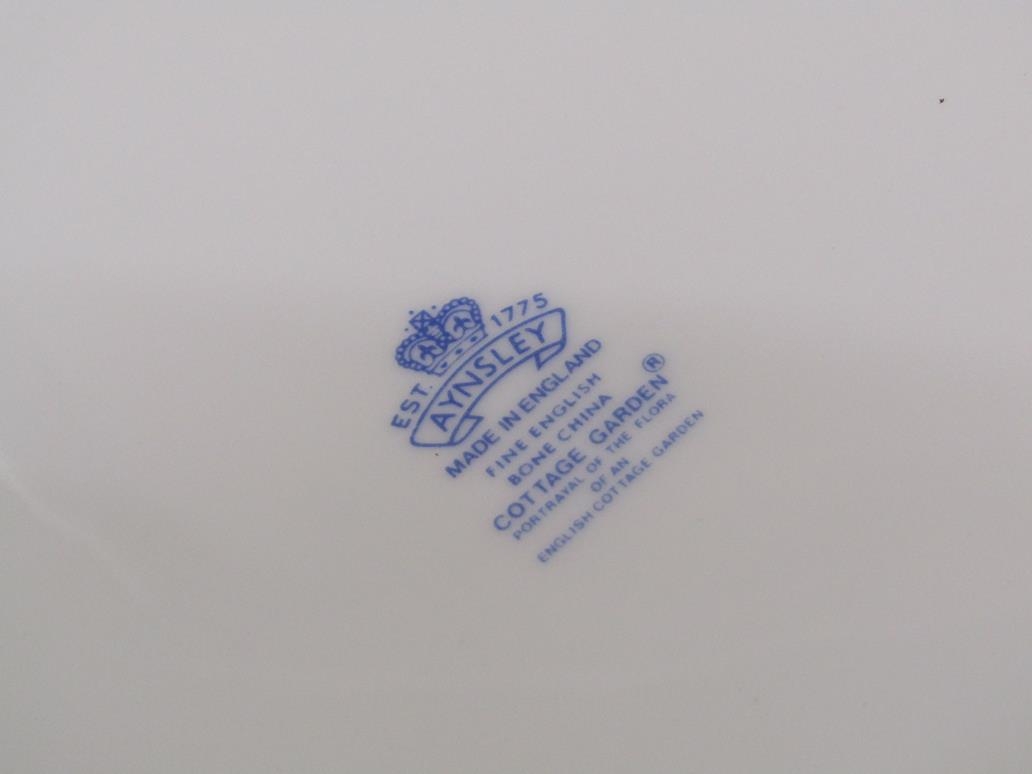 EST. 1775
AYNSLEY
MADE IN ENGLAND
FINE ENGLISH
BONE CHINA
COTTAGE GARDEN®
PORTRAYAL OF THE FLORA
OF AN
ENGLISH COTTAGE GARDEN